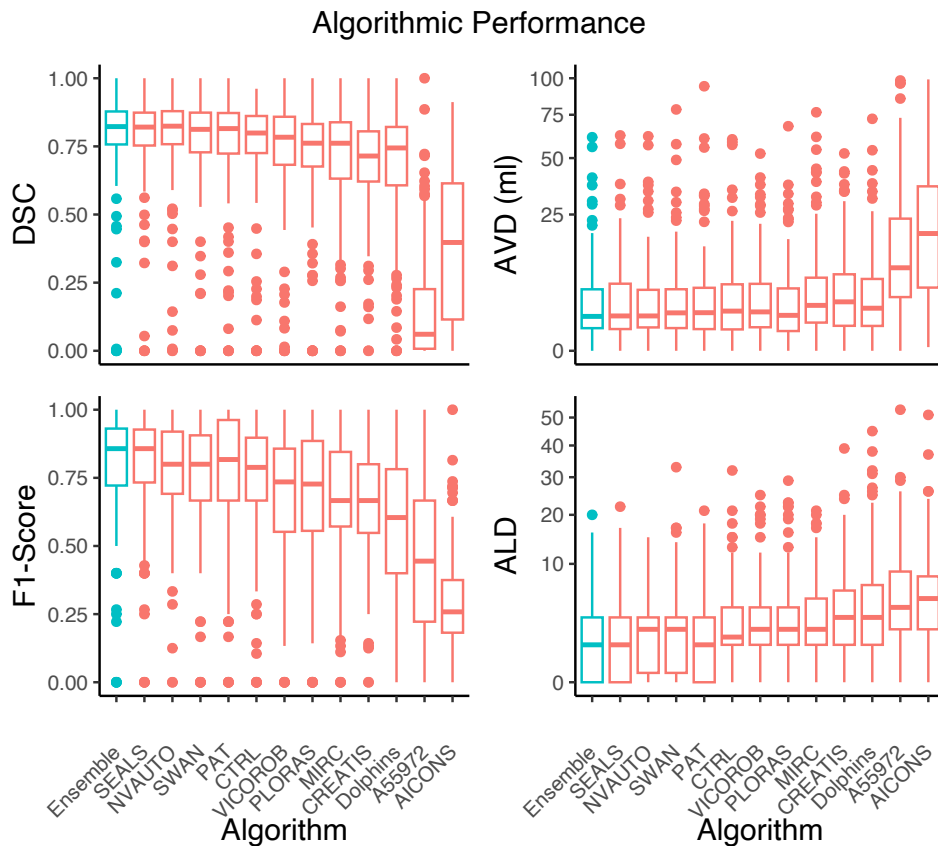 Algorithmic Performance
DSC
1.00
0.75
0.50
0.25
0.00
AVD (ml)
100
75
50
25
0
F1-Score
1.00
0.75
0.50
0.25
0.00
ALD
50
40
30
20
10
0
Ensemble
SEALS
NVAUTO
SWAN
PAT
CTRL
VICOROB
PLORAS
MIRC
CREATIS
Dolphins
A55972
AICONS
Algorithm
Ensemble
SEALS
NVAUTO
SWAN
PAT
CTRL
VICOROB
PLORAS
MIRC
CREATIS
Dolphins
A55972
AICONS
Algorithm